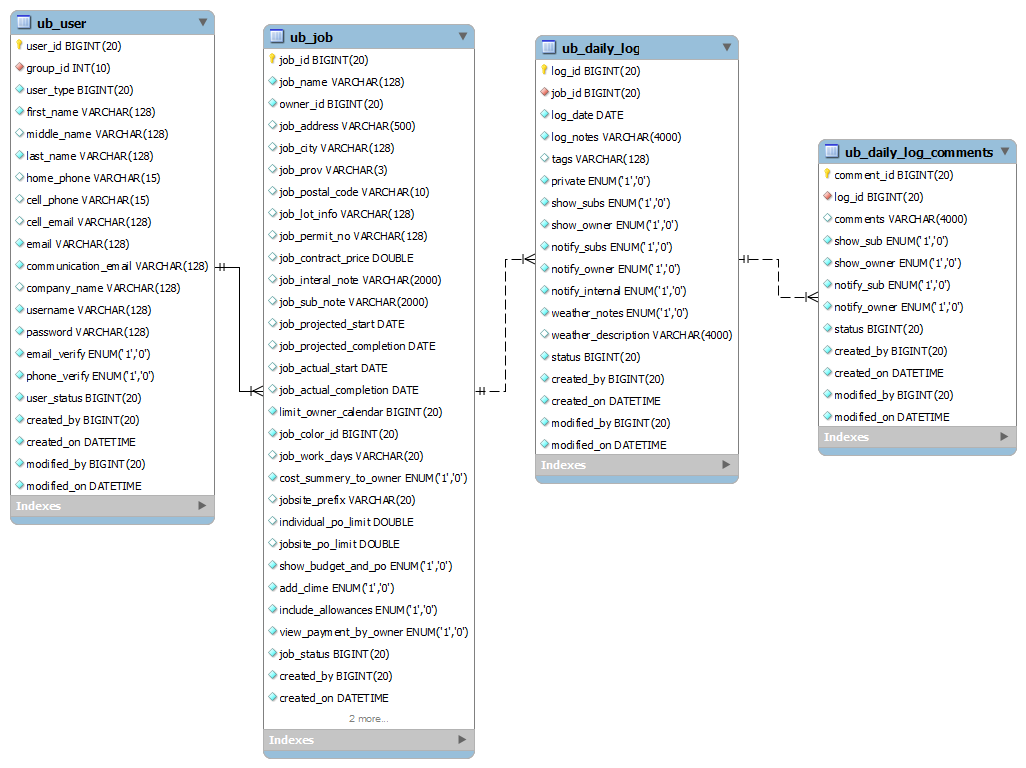 ub_user
user_id BIGINT(20)
group_id INT(10)
user_type BIGINT(20)
first_name VARCHAR(128)
middle_name VARCHAR(128)
last_name VARCHAR(128)
home_phone VARCHAR(15)
cell_phone VARCHAR(15)
cell_email VARCHAR(128)
email VARCHAR(128)
communication_email VARCHAR(128)
company_name VARCHAR(128)
username VARCHAR(128)
password VARCHAR(128)
email_verify ENUM('1','0')
phone_verify ENUM('1','0')
user_status BIGINT(20)
created_by BIGINT(20)
created_on DATETIME
modified_by BIGINT(20)
modified_on DATETIME
Indexes
ub_job
job_id BIGINT(20)
job_name VARCHAR(128)
owner_id BIGINT(20)
job_address VARCHAR(500)
job_city VARCHAR(128)
job_prov VARCHAR(3)
job_postal_code VARCHAR(10)
job_lot_info VARCHAR(128)
job_permit_no VARCHAR(128)
job_contract_price DOUBLE
job_interal_note VARCHAR(2000)
job_sub_note VARCHAR(2000)
job_projected_start DATE
job_projected_completion DATE
job_actual_start DATE
job_actual_completion DATE
limit_owner_calendar BIGINT(20)
job_color_id BIGINT(20)
job_work_days VARCHAR(20)
cost_summery_to_owner ENUM('1','0')
jobsite_prefix VARCHAR(20)
individual_po_limit DOUBLE
jobsite_po_limit DOUBLE
show_budget_and_po ENUM('1','0')
add_clime ENUM('1','0')
include_allowances ENUM('1','0')
view_payment_by_owner ENUM('1','0')
job_status BIGINT(20)
created_by BIGINT(20)
created_on DATETIME
2 more...
Indexes
ub_daily_log
log_id BIGINT(20)
job_id BIGINT(20)
log_date DATE
log_notes VARCHAR(4000)
tags VARCHAR(128)
private ENUM('1','0')
show_subs ENUM('1','0')
show_owner ENUM('1','0')
notify_subs ENUM('1','0')
notify_owner ENUM('1','0')
notify_internal ENUM('1','0')
weather_notes ENUM('1','0')
weather_description VARCHAR(4000)
status BIGINT(20)
created_by BIGINT(20)
created_on DATETIME
modified_by BIGINT(20)
modified_on DATETIME
Indexes
ub_daily_log_comments
comment_id BIGINT(20)
log_id BIGINT(20)
comments VARCHAR(4000)
show_sub ENUM('1','0')
show_owner ENUM('1','0')
notify_sub ENUM('1','0')
notify_owner ENUM('1','0')
status BIGINT(20)
created_by BIGINT(20)
created_on DATETIME
modified_by BIGINT(20)
modified_on DATETIME
Indexes